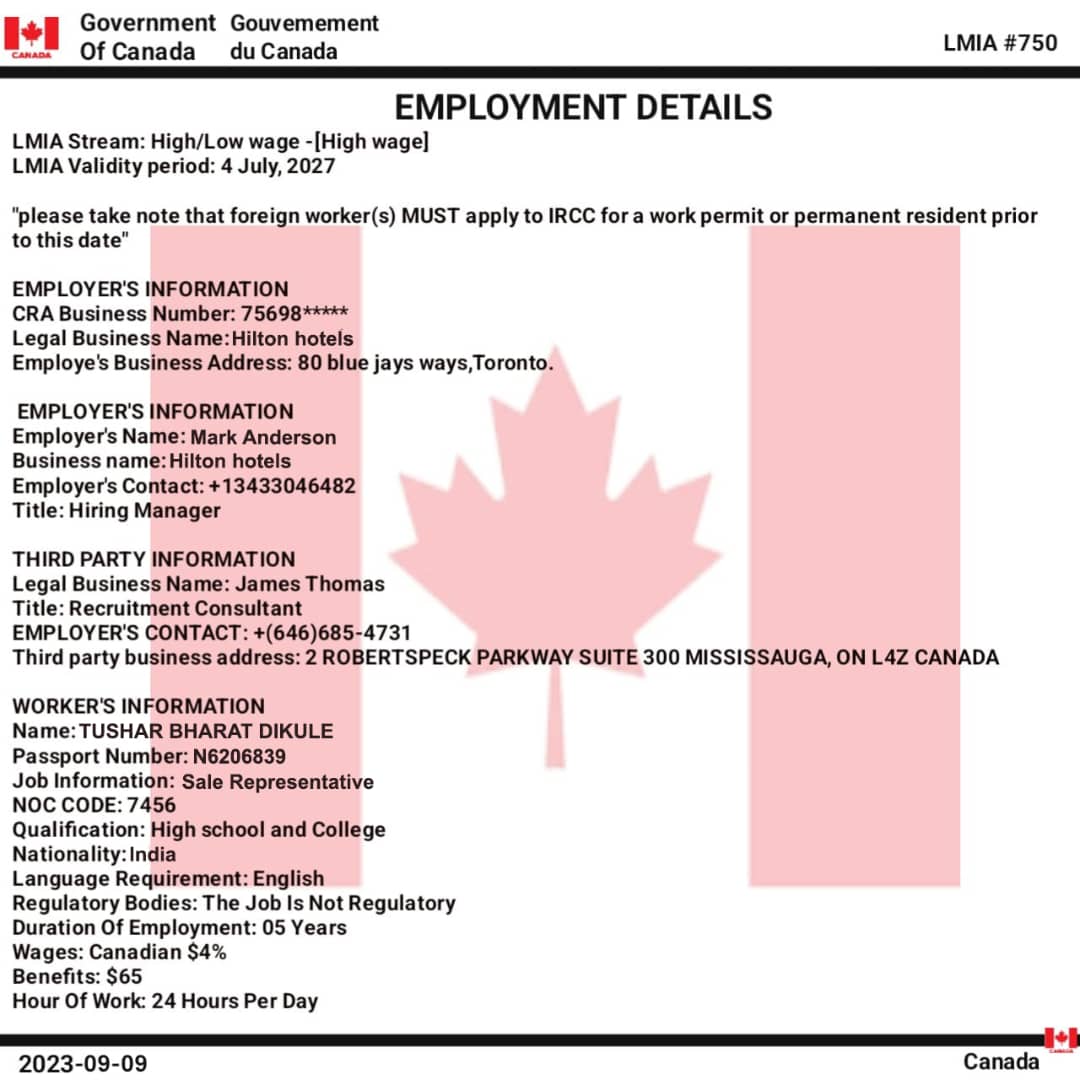 Government Gouvemement
Of Canada du Canada
CANADA
LMIA #750
EMPLOYMENT DETAILS
LMIA Stream: High/Low wage -[High wage]
LMIA Validity period: 4 July, 2027
"please take note that foreign worker(s) MUST apply to IRCC for a work permit or permanent resident prior
to this date"
EMPLOYER'S INFORMATION
CRA Business Number: 75698*****
Legal Business Name:Hilton hotels
Employe's Business Address: 80 blue jays ways,Toronto.
EMPLOYER'S INFORMATION
Employer's Name: Mark Anderson
Business name:Hilton hotels
Employer's Contact: +13433046482
Title: Hiring Manager
THIRD PARTY INFORMATION
Legal Business Name: James Thomas
Title: Recruitment Consultant
EMPLOYER'S CONTACT: +(646)685-4731
Third party business address: 2 ROBERTSPECK PARKWAY SUITE 300 MISSISSAUGA, ON L4Z CANADA
WORKER'S INFORMATION
Name:TUSHAR BHARAT DIKULE
Passport Number: N6206839
Job Information: Sale Representative
NOC CODE: 7456
Qualification: High school and College
Nationality:India
Language Requirement: English
Regulatory Bodies: The Job Is Not Regulatory
Duration Of Employment: 05 Years
Wages: Canadian $4%
Benefits: $65
Hour Of Work: 24 Hours Per Day
2023-09-09
CANADA
Canada